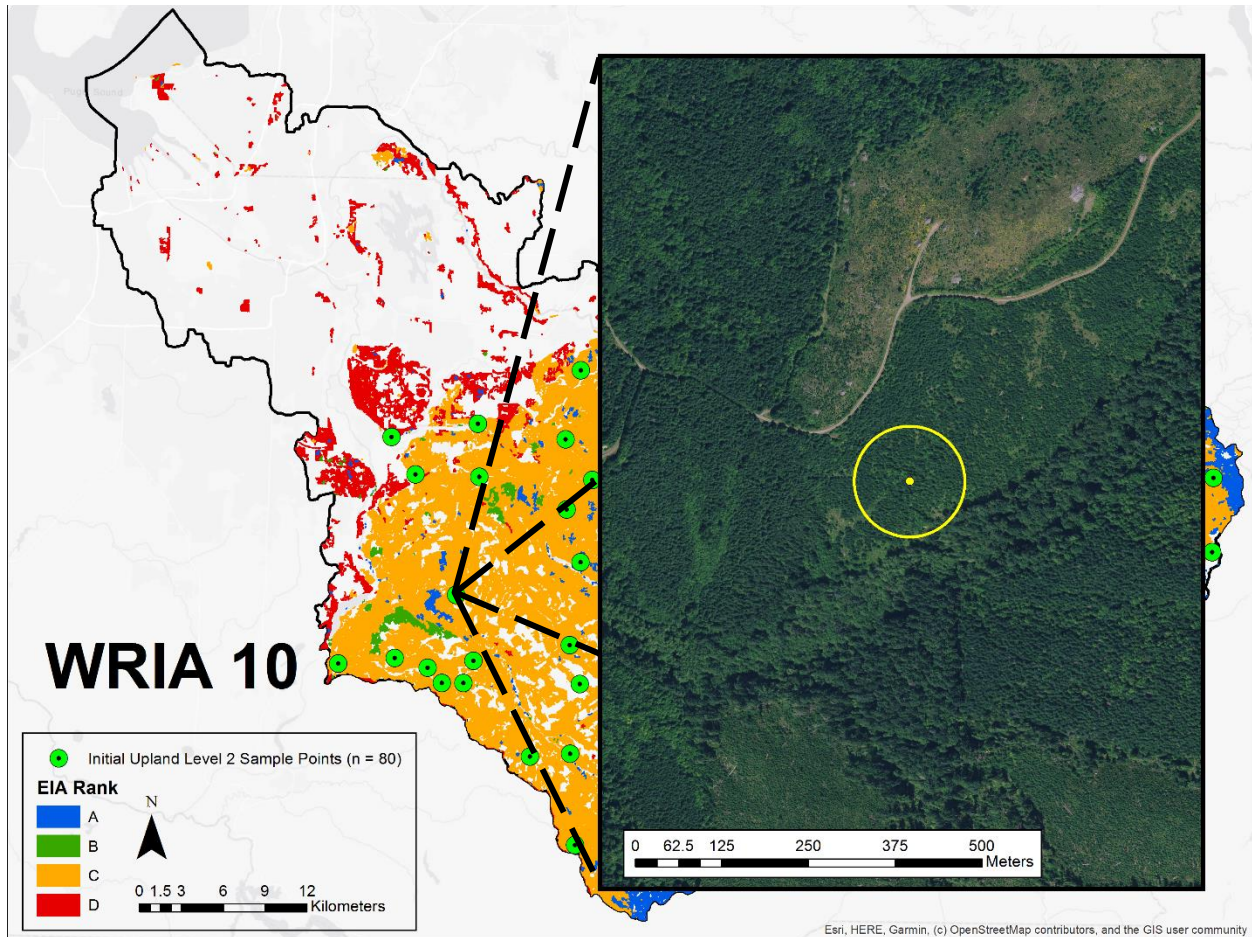 Puget Sound
WRIA 10
Initial Upland Level 2 Sample Points (n = 80)
EIA Rank
A
B
C
D
N
0 1.5 3 6 9 12
Kilometers
0 62.5 125 250 375 500
Meters
Esri, HERE, Garmin, (c) OpenStreetMap contributors, and the GIS user community